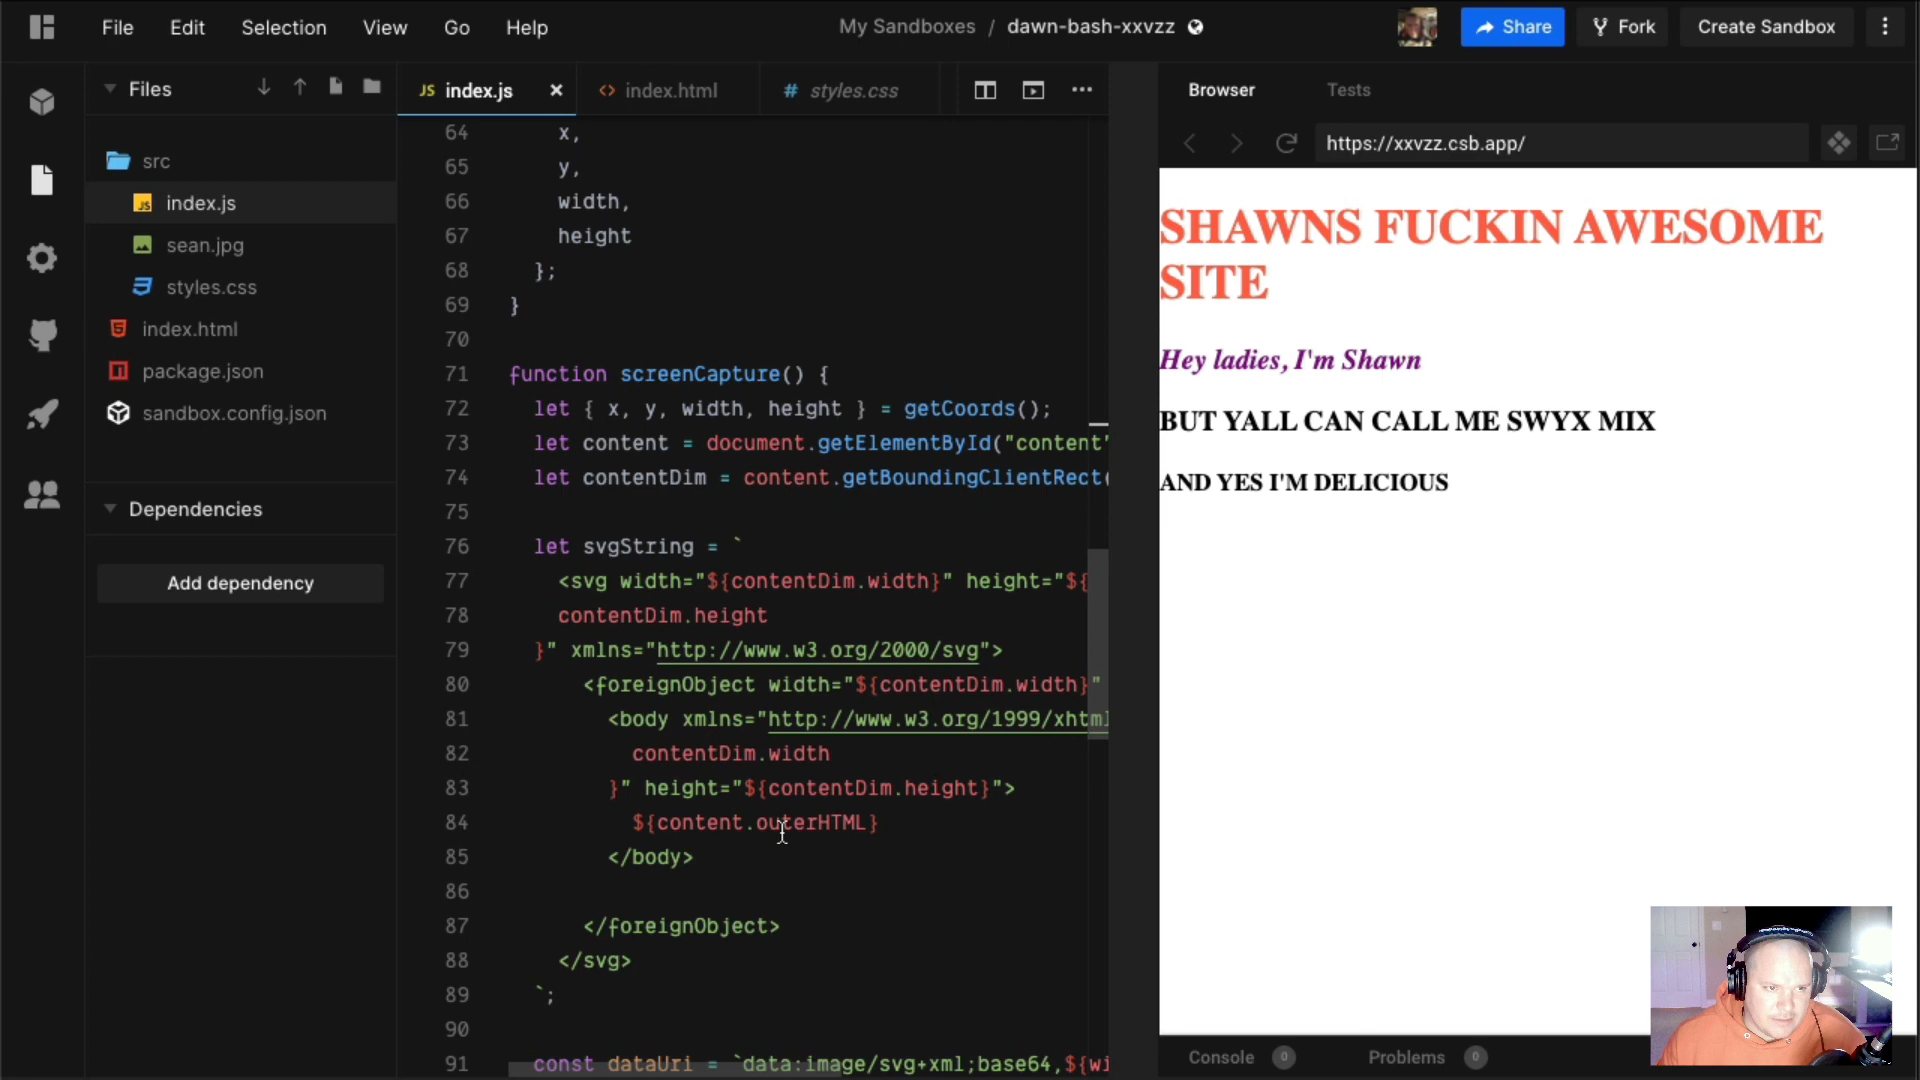 File Edit Selection View Go Help
My Sandboxes / dawn-bash-xxvzz
Share
Fork
Create Sandbox
Files
src
index.js
sean.jpg
styles.css
index.html
package.json
sandbox.config.json
Dependencies
Add dependency
JS index.js
<> index.html
# styles.css
64 x,
65 y,
66 width,
67 height
68 };
69 }
70
71 function screenCapture() {
72 let { x, y, width, height } = getCoords();
73 let content = document.getElementById("content"
74 let contentDim = content.getBoundingClientRect(
75
76 let svgString = `
77 <svg width="${contentDim.width}" height="${
78 contentDim.height
79 }" xmlns="http://www.w3.org/2000/svg">
80 <foreignObject width="${contentDim.width}"
81 <body xmlns="http://www.w3.org/1999/xhtml
82 contentDim.width
83 }" height="${contentDim.height}">
84 ${content.outerHTML}
85 </body>
86
87 </foreignObject>
88 </svg>
89 `;
90
91 const dataUri = `data:image/svg+xml;base64,${wi
Browser Tests
https://xxvzz.csb.app/
SHAWNS FUCKIN AWESOME
SITE
Hey ladies, I'm Shawn
BUT YALL CAN CALL ME SWYX MIX
AND YES I'M DELICIOUS
Console 0 Problems 0